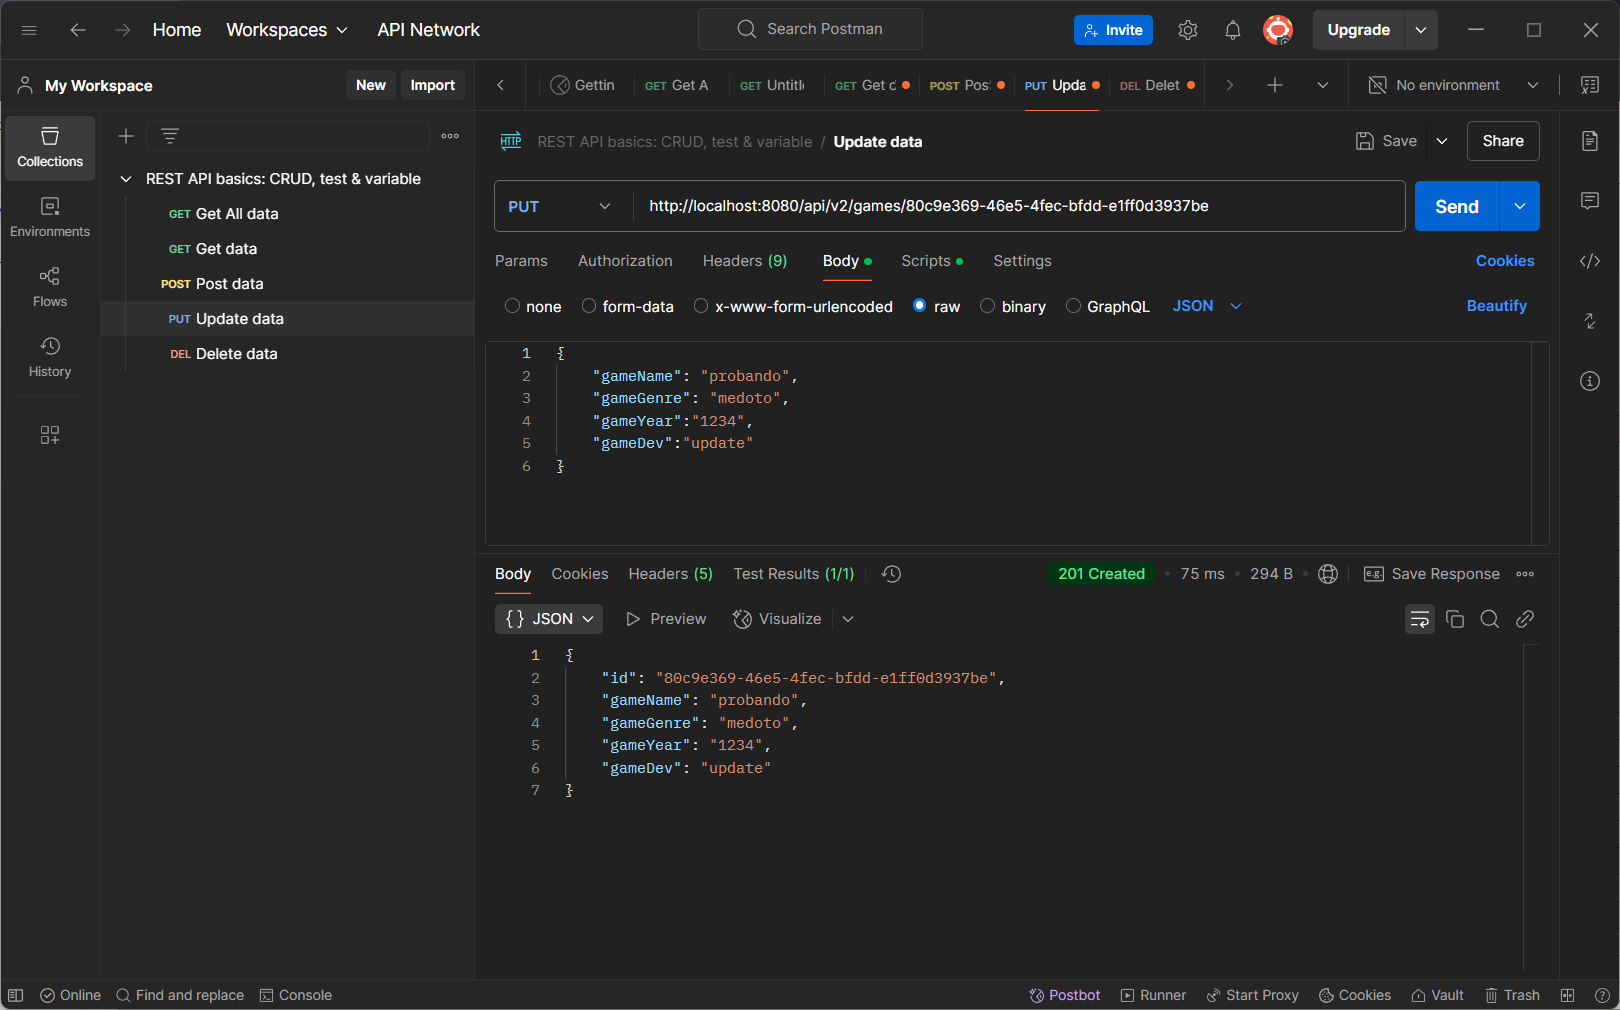 Home Workspaces API Network Search Postman Invite Upgrade
My Workspace New Import Gettin GET Get A GET Untitl GET Get d POST Pos PUT Upda DEL Delet No environment
Collections
Environments
Flows
History
REST API basics: CRUD, test & variable
GET Get All data
GET Get data
POST Post data
PUT Update data
DEL Delete data
HTTP REST API basics: CRUD, test & variable / Update data Save Share
PUT http://localhost:8080/api/v2/games/80c9e369-46e5-4fec-bfdd-e1ff0d3937be Send
Params Authorization Headers (9) Body Scripts Settings Cookies
none form-data x-www-form-urlencoded raw binary GraphQL JSON Beautify
1 {
2 "gameName": "probando",
3 "gameGenre": "medoto",
4 "gameYear":"1234",
5 "gameDev":"update"
6 }
Body Cookies Headers (5) Test Results (1/1) 201 Created 75 ms 294 B e.g. Save Response
{} JSON Preview Visualize
1 {
2 "id": "80c9e369-46e5-4fec-bfdd-e1ff0d3937be",
3 "gameName": "probando",
4 "gameGenre": "medoto",
5 "gameYear": "1234",
6 "gameDev": "update"
7 }
Online Find and replace Console Postbot Runner Start Proxy Cookies Vault Trash